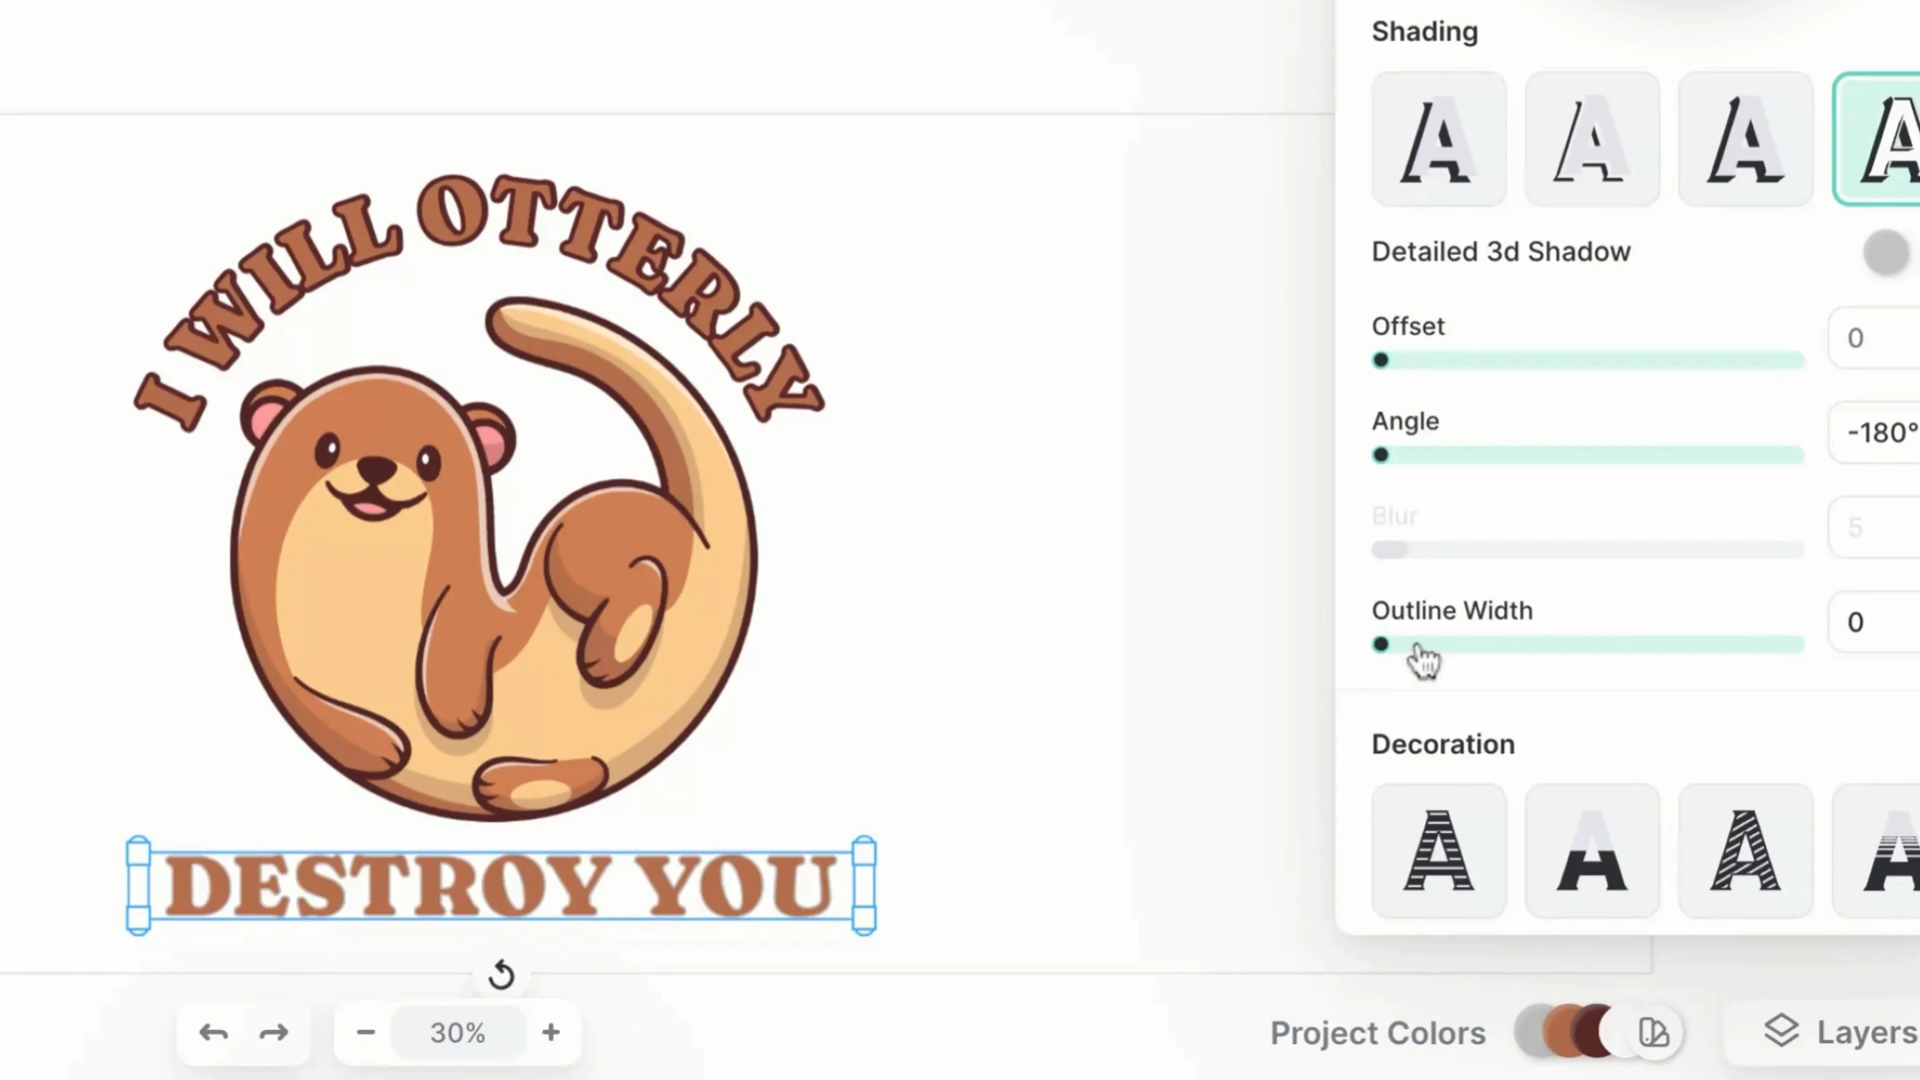 I WILL OTTERLY
DESTROY YOU
30%
Shading
A A A A
Detailed 3d Shadow
Offset
0
Angle
-180°
Blur
5
Outline Width
0
Decoration
A A A A
Project Colors
Layers